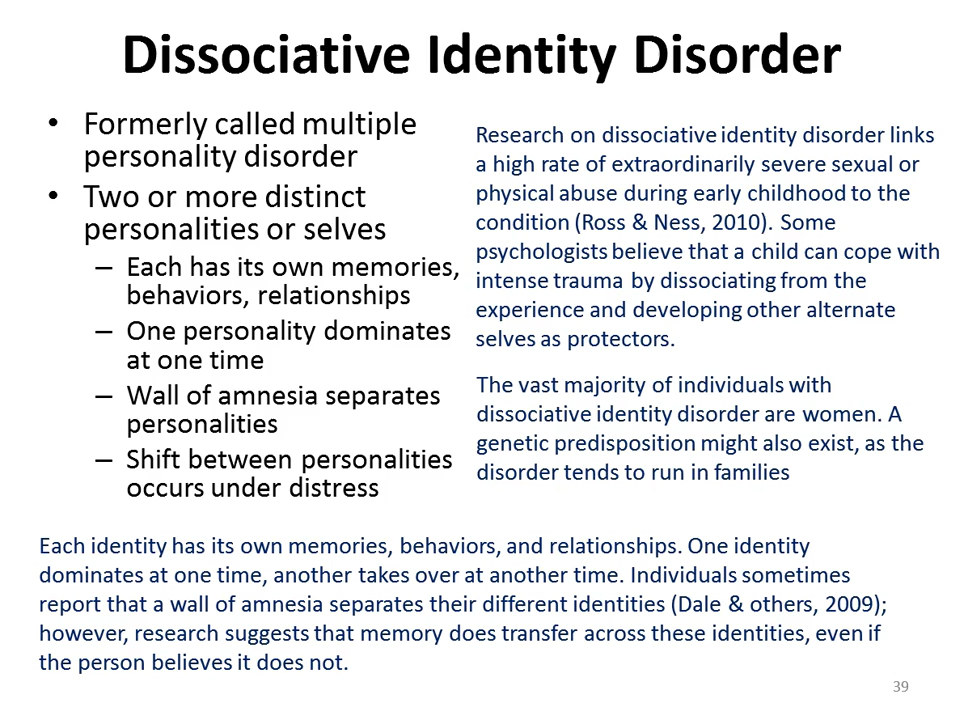 Dissociative Identity Disorder
• Formerly called multiple
personality disorder
• Two or more distinct
personalities or selves
– Each has its own memories,
behaviors, relationships
– One personality dominates
at one time
– Wall of amnesia separates
personalities
– Shift between personalities
occurs under distress
Research on dissociative identity disorder links
a high rate of extraordinarily severe sexual or
physical abuse during early childhood to the
condition (Ross & Ness, 2010). Some
psychologists believe that a child can cope with
intense trauma by dissociating from the
experience and developing other alternate
selves as protectors.
The vast majority of individuals with
dissociative identity disorder are women. A
genetic predisposition might also exist, as the
disorder tends to run in families
Each identity has its own memories, behaviors, and relationships. One identity
dominates at one time, another takes over at another time. Individuals sometimes
report that a wall of amnesia separates their different identities (Dale & others, 2009);
however, research suggests that memory does transfer across these identities, even if
the person believes it does not.
39